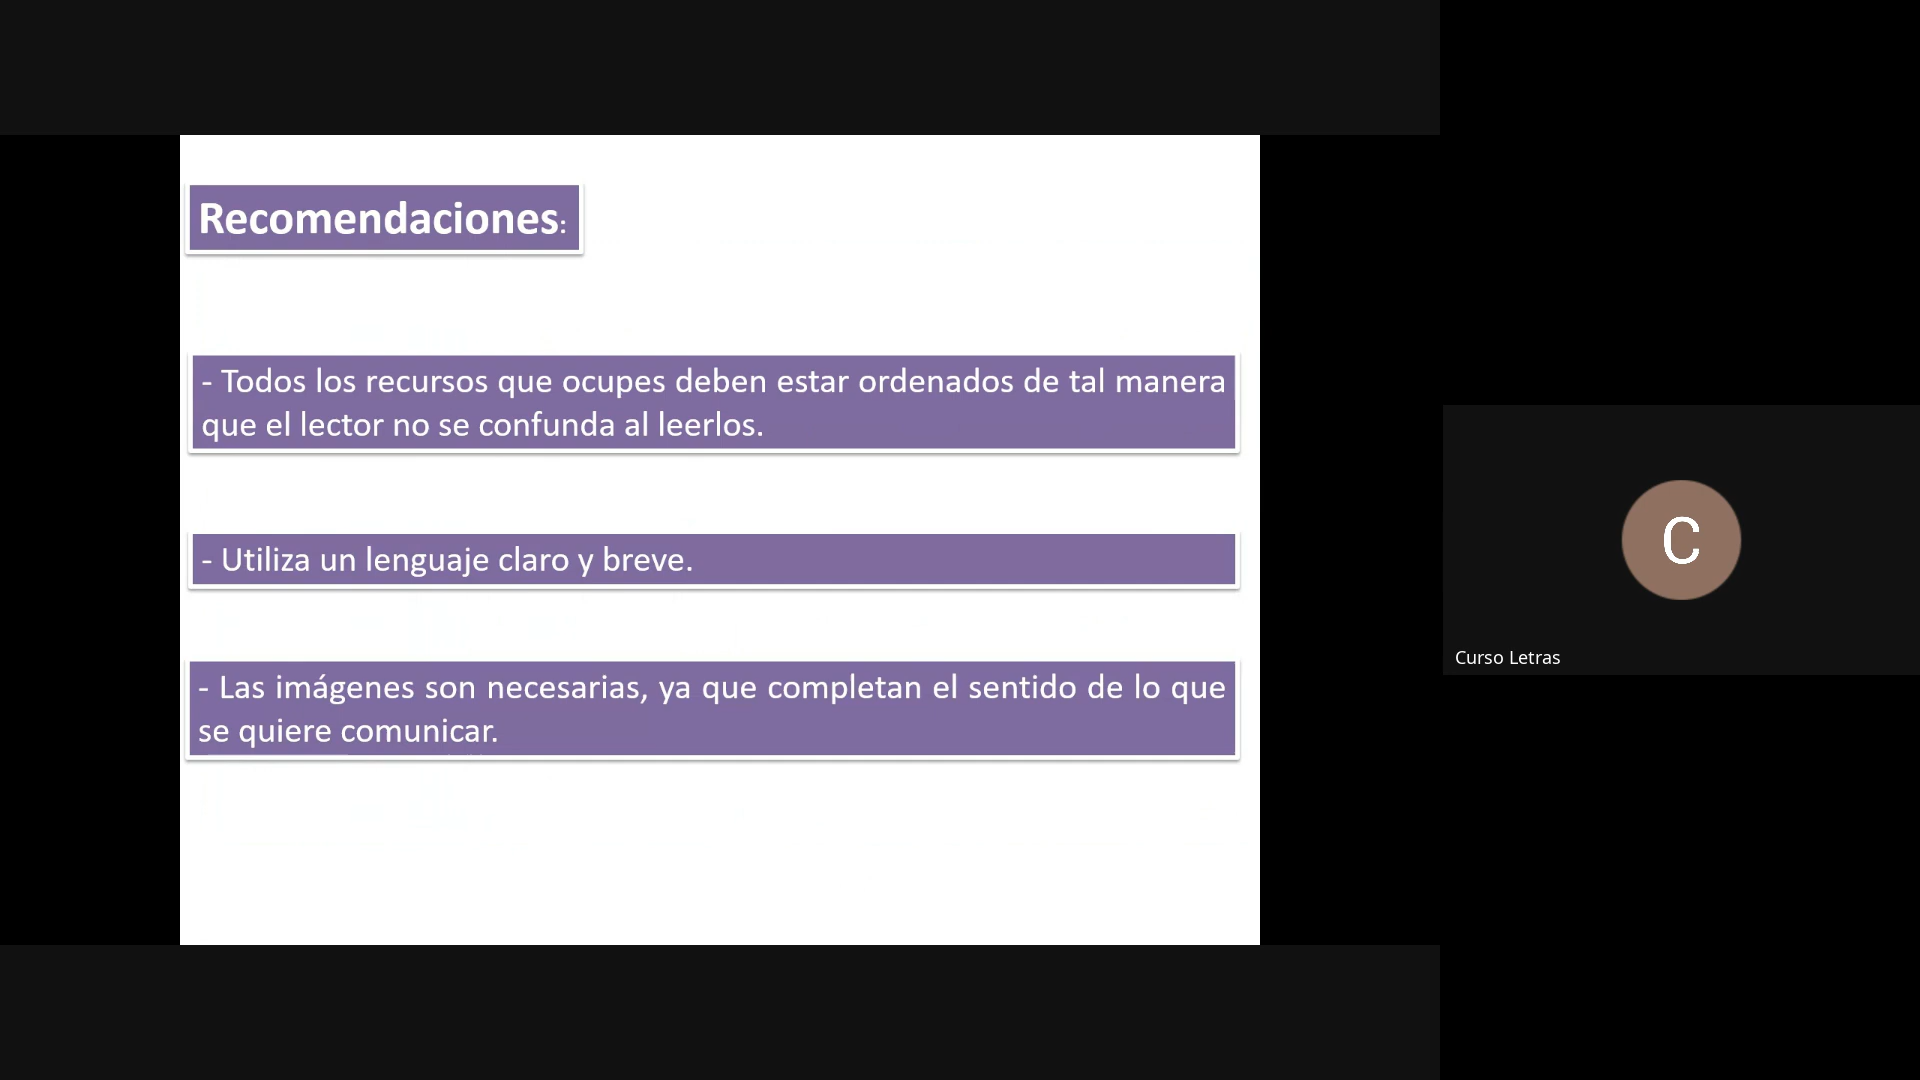 Recomendaciones:
- Todos los recursos que ocupes deben estar ordenados de tal manera
que el lector no se confunda al leerlos.
- Utiliza un lenguaje claro y breve.
- Las imágenes son necesarias, ya que completan el sentido de lo que
se quiere comunicar.
C
Curso Letras